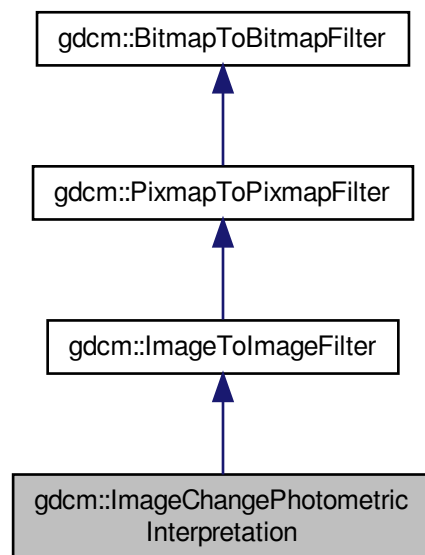 gdcm::BitmapToBitmapFilter
gdcm::PixmapToPixmapFilter
gdcm::ImageToImageFilter
gdcm::ImageChangePhotometric
Interpretation